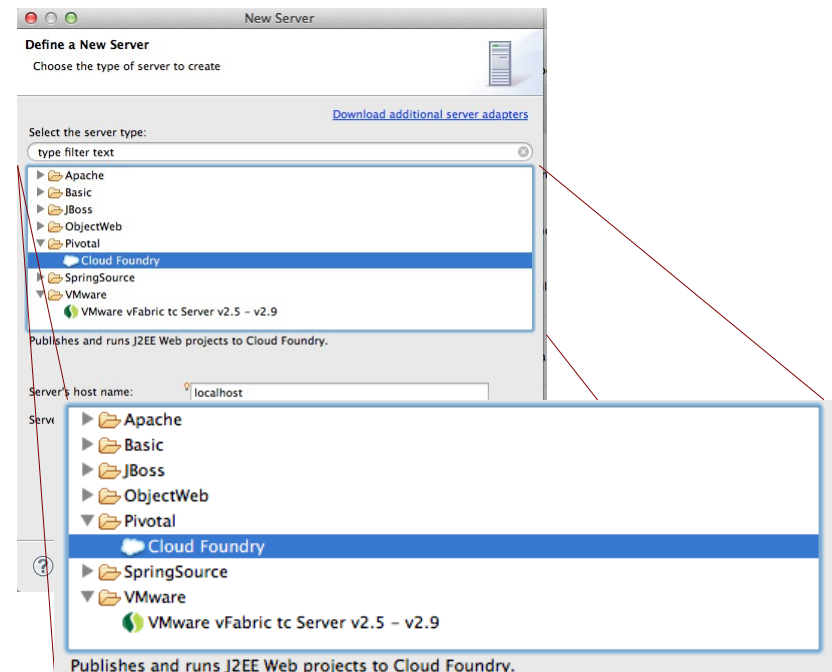 New Server
Define a New Server
Choose the type of server to create
Download additional server adapters
Select the server type:
type filter text
Apache
Basic
JBoss
ObjectWeb
Pivotal
Cloud Foundry
SpringSource
VMware
VMware vFabric tc Server v2.5 – v2.9
Publishes and runs J2EE Web projects to Cloud Foundry.
Server's host name: localhost
Apache
Basic
JBoss
ObjectWeb
Pivotal
Cloud Foundry
SpringSource
VMware
VMware vFabric tc Server v2.5 – v2.9
?
Publishes and runs J2EE Web projects to Cloud Foundry.